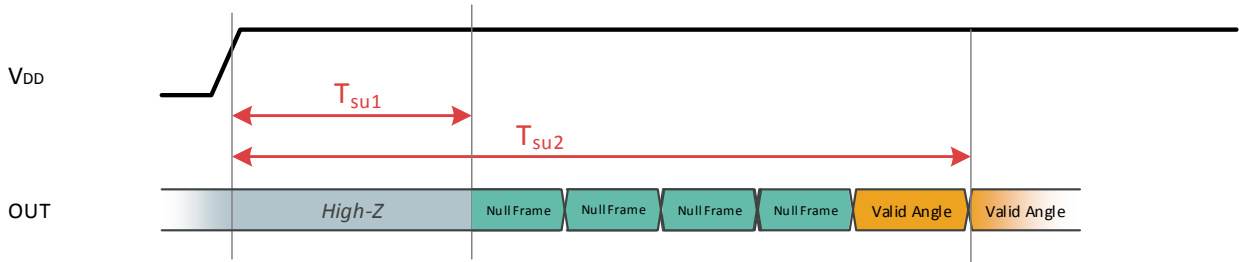 VDD
Tsu1
Tsu2
OUT High-Z Null Frame Null Frame Null Frame Null Frame Valid Angle Valid Angle